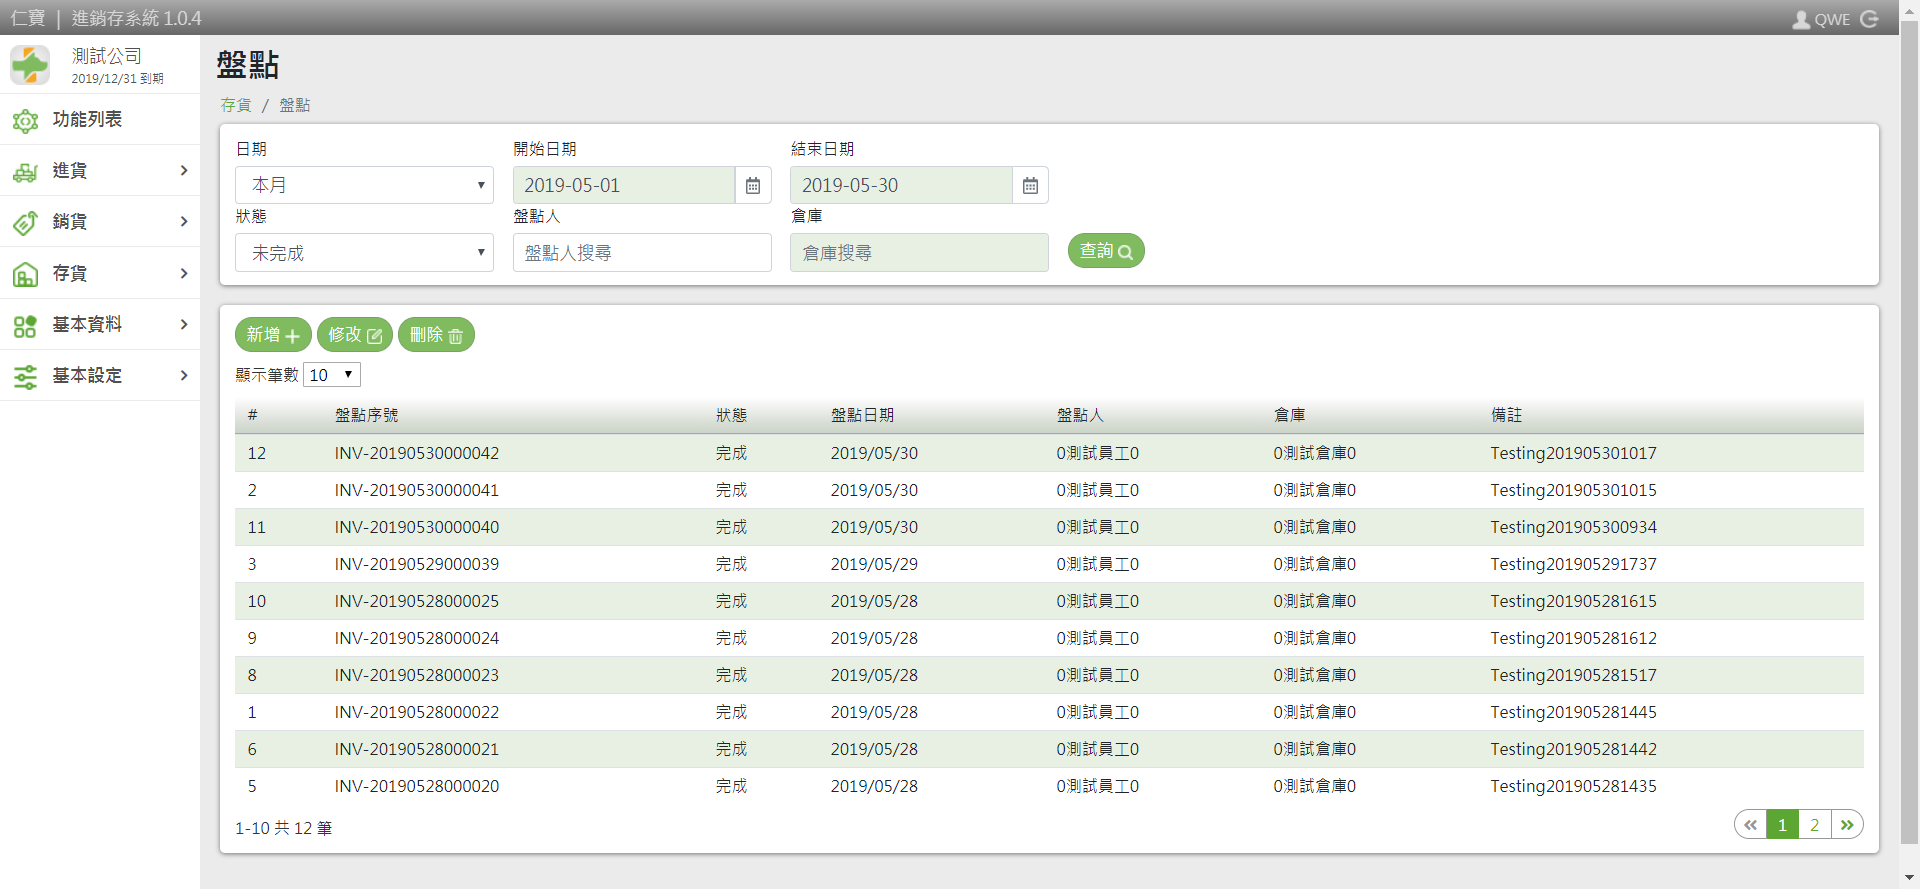 仁寶 | 進銷存系統 1.0.4
QWE
測試公司
2019/12/31 到期
功能列表
進貨
銷貨
存貨
基本資料
基本設定
盤點
存貨 / 盤點
日期 開始日期 結束日期
本月 2019-05-01 2019-05-30
狀態 盤點人 倉庫
未完成 盤點人搜尋 倉庫搜尋 查詢
新增 修改 刪除
顯示筆數 10
# 盤點序號 狀態 盤點日期 盤點人 倉庫 備註
12 INV-20190530000042 完成 2019/05/30 0測試員工0 0測試倉庫0 Testing201905301017
2 INV-20190530000041 完成 2019/05/30 0測試員工0 0測試倉庫0 Testing201905301015
11 INV-20190530000040 完成 2019/05/30 0測試員工0 0測試倉庫0 Testing201905300934
3 INV-20190529000039 完成 2019/05/29 0測試員工0 0測試倉庫0 Testing201905291737
10 INV-20190528000025 完成 2019/05/28 0測試員工0 0測試倉庫0 Testing201905281615
9 INV-20190528000024 完成 2019/05/28 0測試員工0 0測試倉庫0 Testing201905281612
8 INV-20190528000023 完成 2019/05/28 0測試員工0 0測試倉庫0 Testing201905281517
1 INV-20190528000022 完成 2019/05/28 0測試員工0 0測試倉庫0 Testing201905281445
6 INV-20190528000021 完成 2019/05/28 0測試員工0 0測試倉庫0 Testing201905281442
5 INV-20190528000020 完成 2019/05/28 0測試員工0 0測試倉庫0 Testing201905281435
1-10 共 12 筆
« 1 2 »